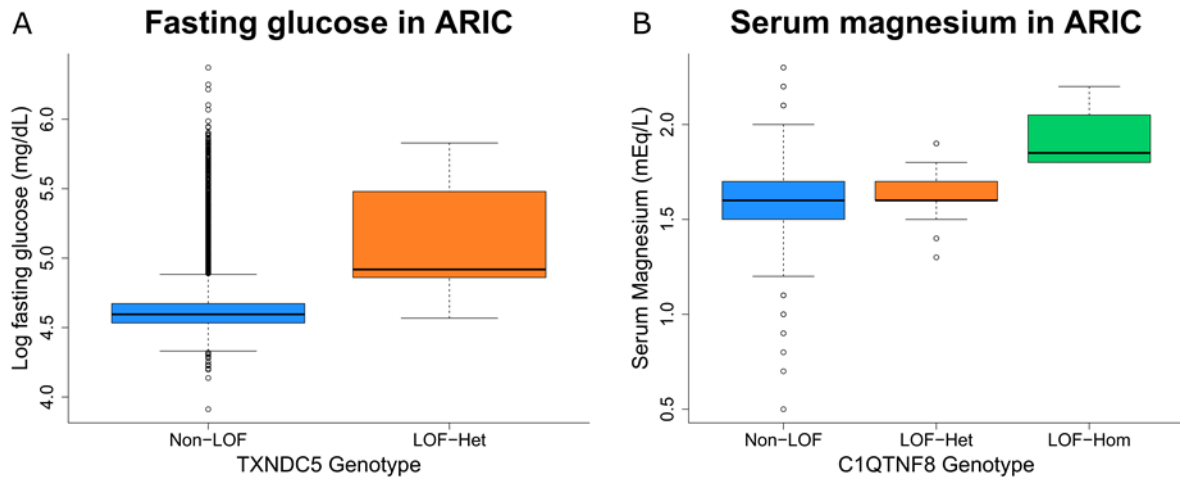 A
Fasting glucose in ARIC
Log fasting glucose (mg/dL)
6.0
5.5
5.0
4.5
4.0
Non−LOF
LOF−Het
TXNDC5 Genotype
B
Serum magnesium in ARIC
Serum Magnesium (mEq/L)
2.0
1.5
1.0
0.5
Non−LOF
LOF−Het
LOF−Hom
C1QTNF8 Genotype